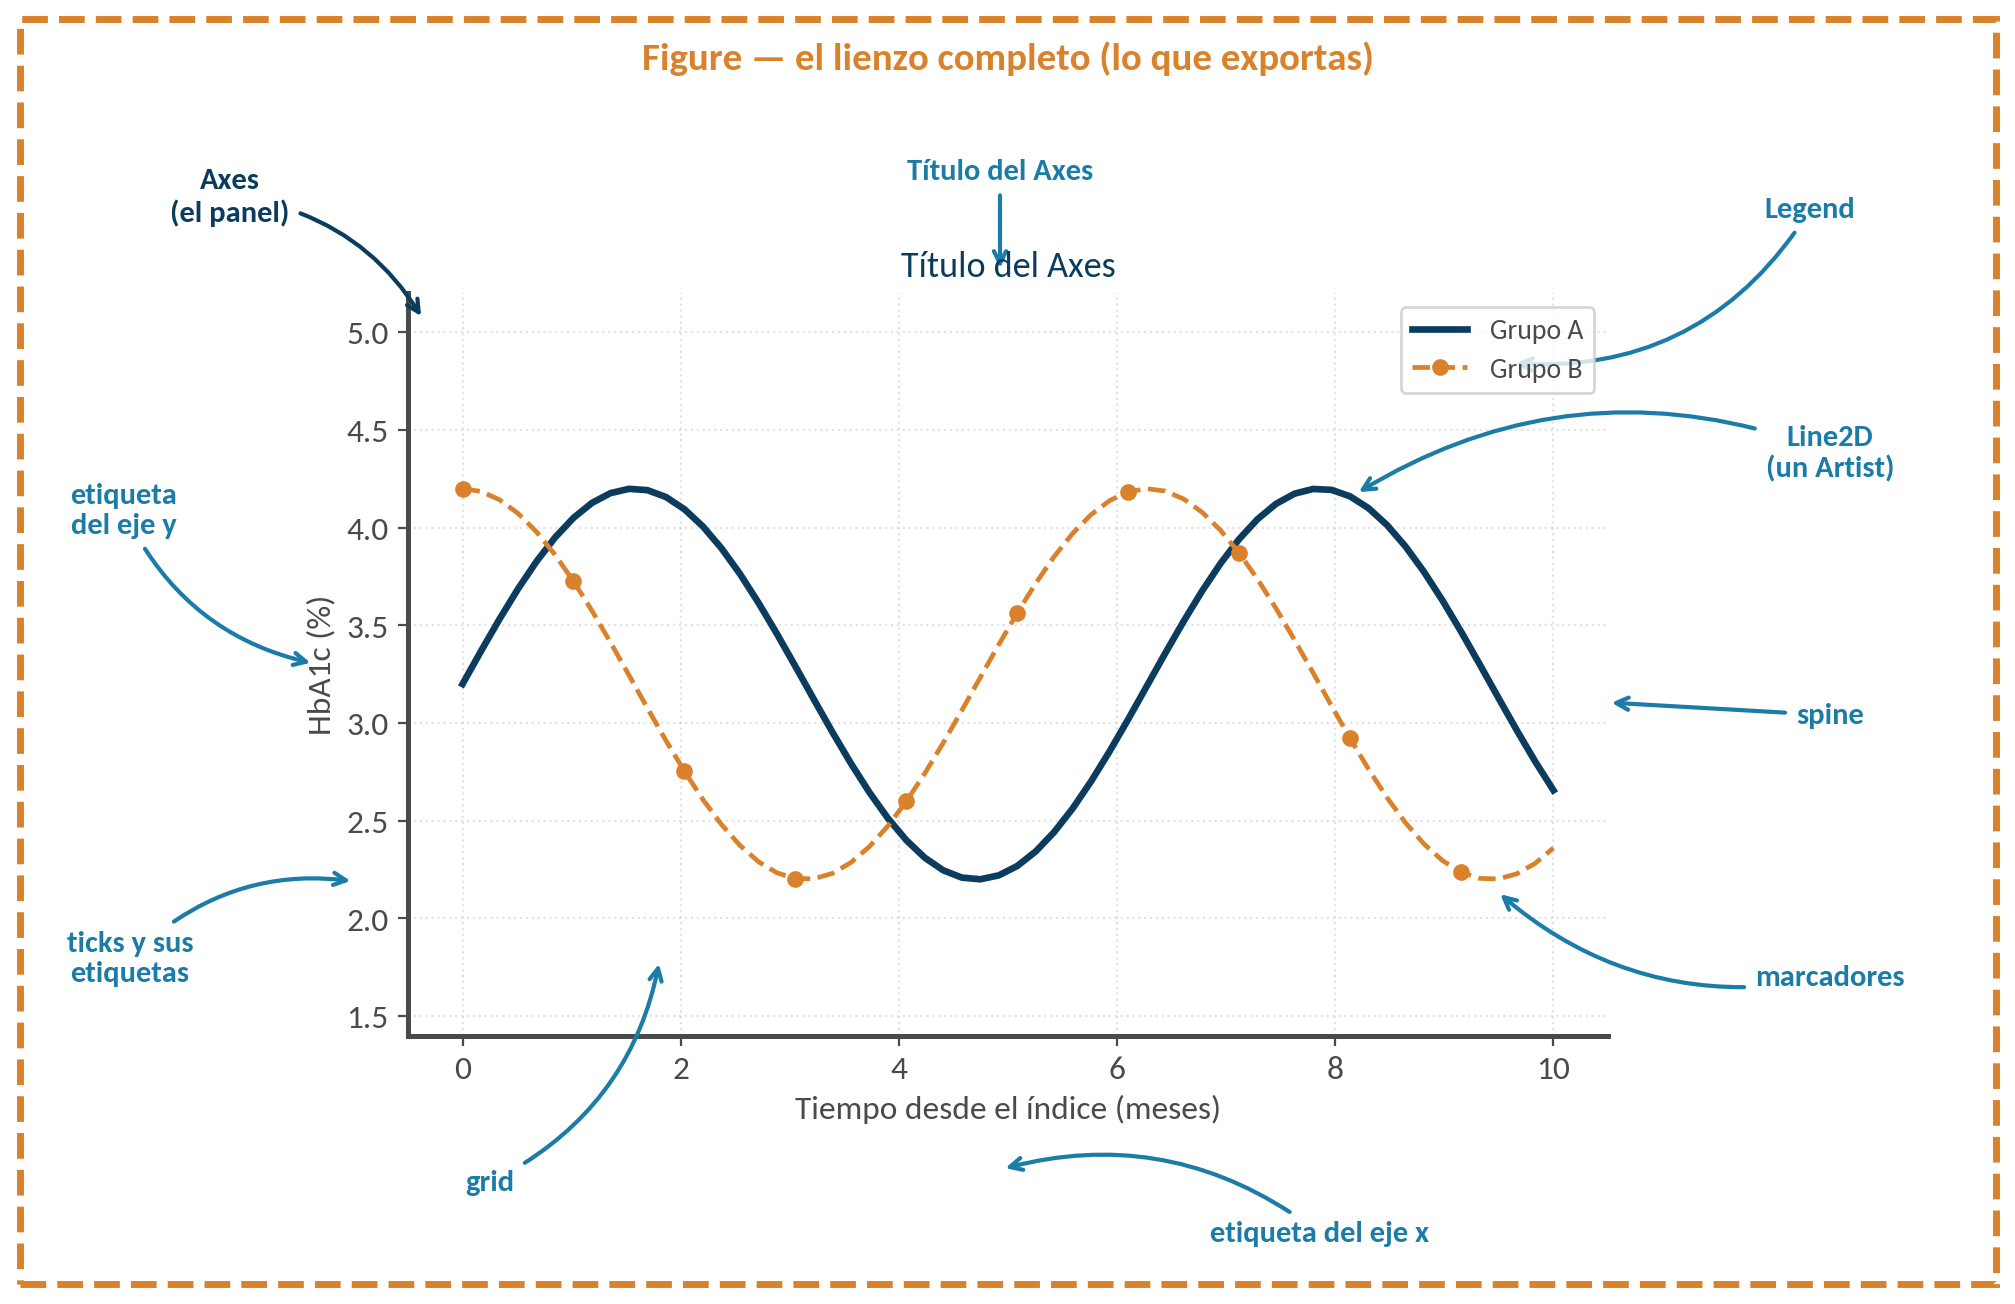 Figure — el lienzo completo (lo que exportas)
Axes
(el panel)
Título del Axes
Legend
Título del Axes
Grupo A
Grupo B
Line2D
(un Artist)
etiqueta
del eje y
HbA1c (%)
5.0
4.5
4.0
3.5
3.0
2.5
2.0
1.5
spine
ticks y sus
etiquetas
marcadores
0 2 4 6 8 10
Tiempo desde el índice (meses)
grid
etiqueta del eje x